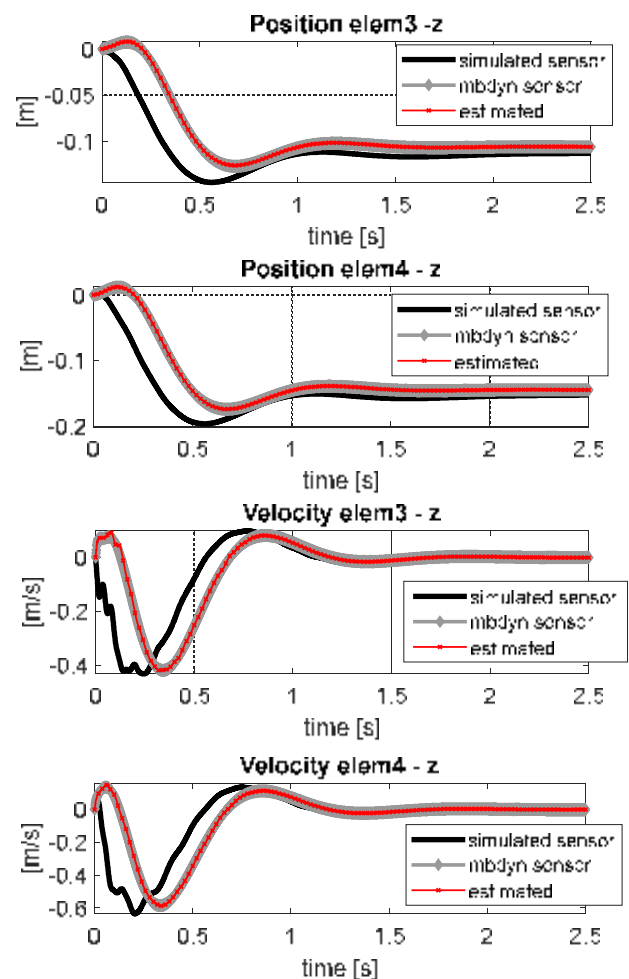 Position elem3 -z
0
-0.05
-0.1
[m]
simulated sensor
mbdyn sensor
estimated
0 0.5 1 1.5 2 2.5
time [s]
Position elem4 - z
0
-0.1
-0.2
[m]
simulated sensor
mbdyn sensor
estimated
0 0.5 1 1.5 2 2.5
time [s]
Velocity elem3 - z
0
-0.2
-0.4
[m/s]
simulated sensor
mbdyn sensor
estimated
0 0.5 1 1.5 2 2.5
time [s]
Velocity elem4 - z
0
-0.2
-0.4
-0.6
[m/s]
simulated sensor
mbdyn sensor
estimated
0 0.5 1 1.5 2 2.5
time [s]